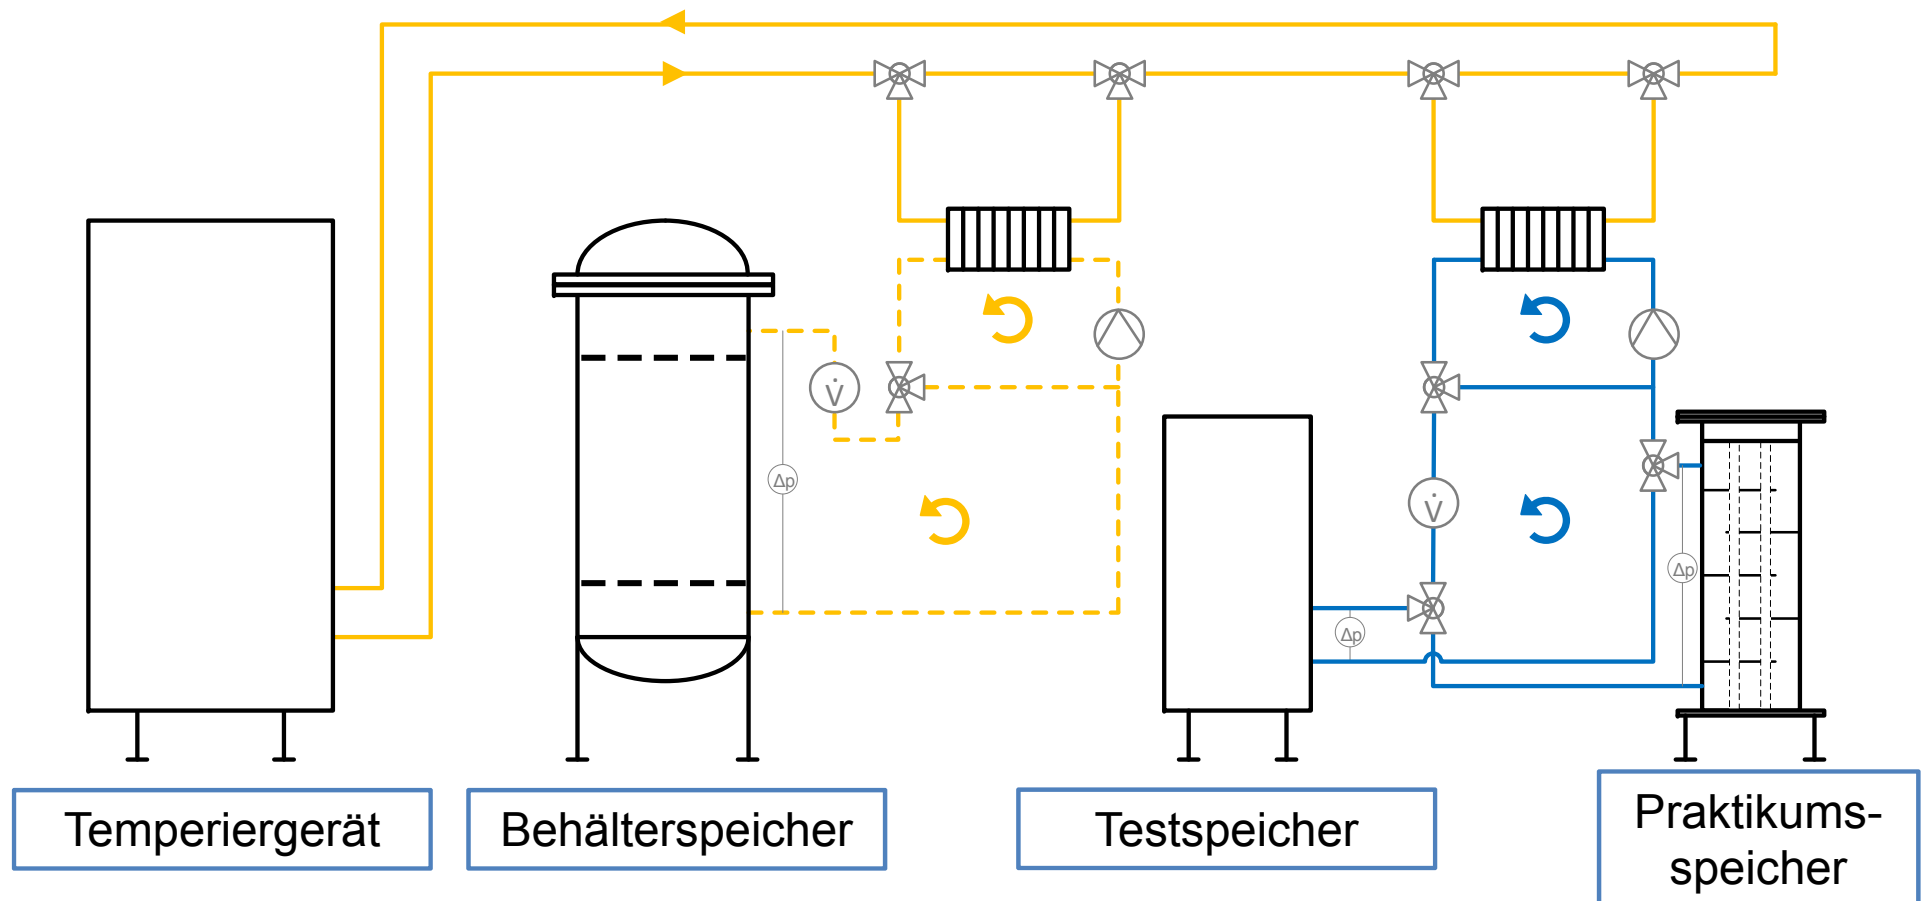 V̇
Δp
V̇
Δp
Δp
Temperiergerät
Behälterspeicher
Testspeicher
Praktikums-
speicher